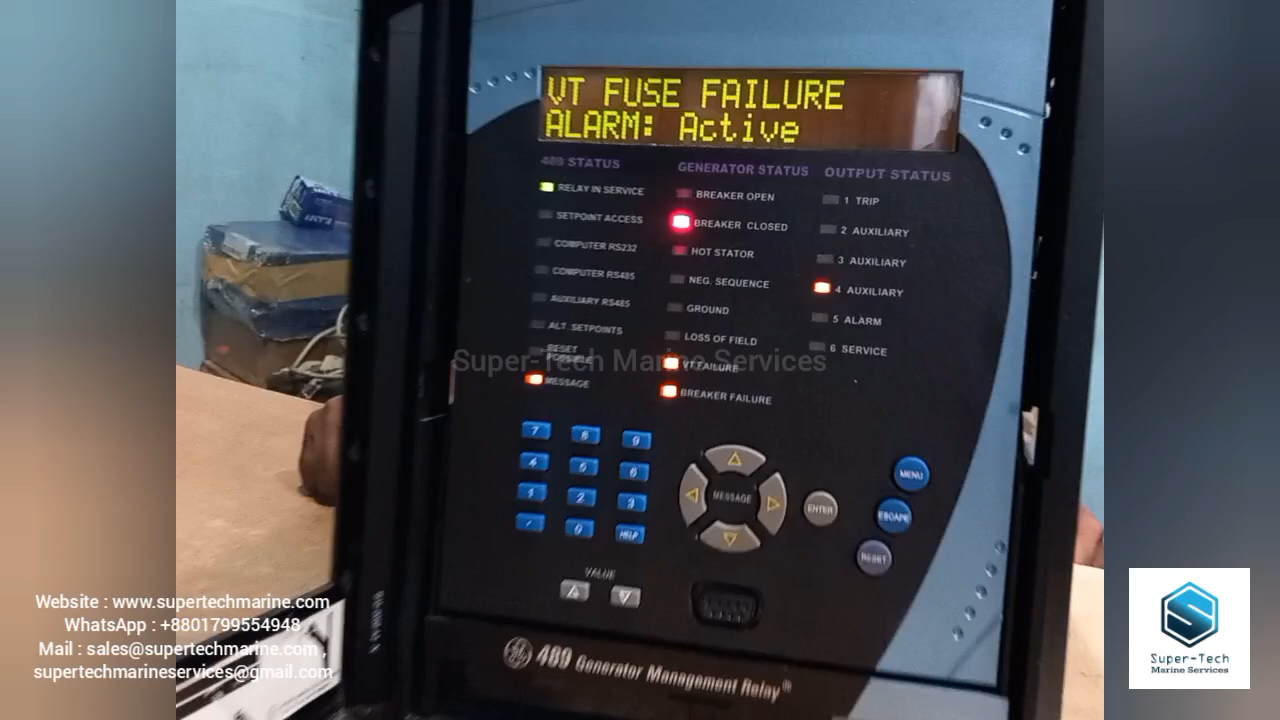 VT FUSE FAILURE
ALARM: Active
489 STATUS
GENERATOR STATUS
OUTPUT STATUS
RELAY IN SERVICE
BREAKER OPEN
1 TRIP
SETPOINT ACCESS
BREAKER CLOSED
2 AUXILIARY
COMPUTER RS232
HOT STATOR
3 AUXILIARY
COMPUTER RS485
NEG. SEQUENCE
4 AUXILIARY
AUXILIARY RS485
GROUND
5 ALARM
ALT. SETPOINTS
LOSS OF FIELD
6 SERVICE
RESET
POSSIBLE
VT FAILURE
MESSAGE
BREAKER FAILURE
Super-Tech Marine Services
7 8 9
4 5 6
1 2 3
. 0 HELP
MESSAGE
ENTER
MENU
ESCAPE
RESET
VALUE
489 Generator Management Relay®
Website : www.supertechmarine.com
WhatsApp : +8801799554948
Mail : sales@supertechmarine.com ,
supertechmarineservices@gmail.com
Super-Tech
Marine Services